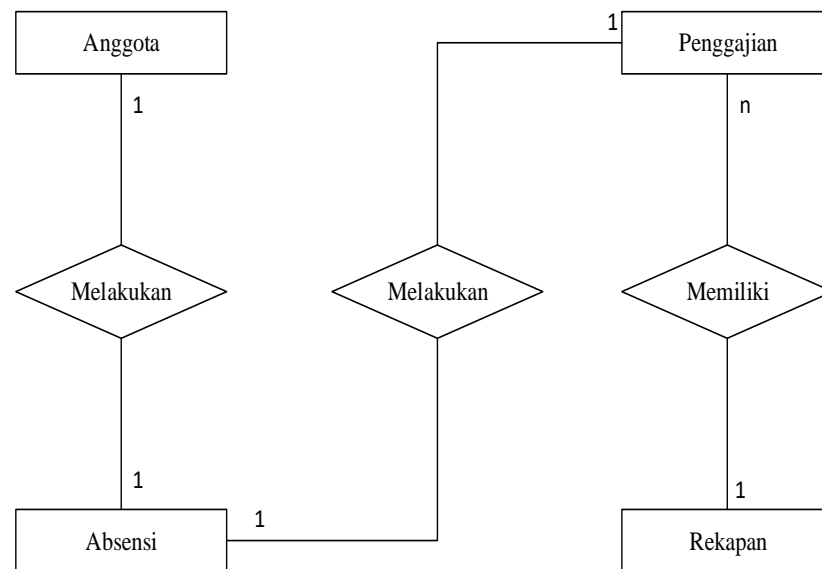 Anggota
1
Melakukan
1
Absensi
1
Melakukan
1
Penggajian
n
Memiliki
1
Rekapan